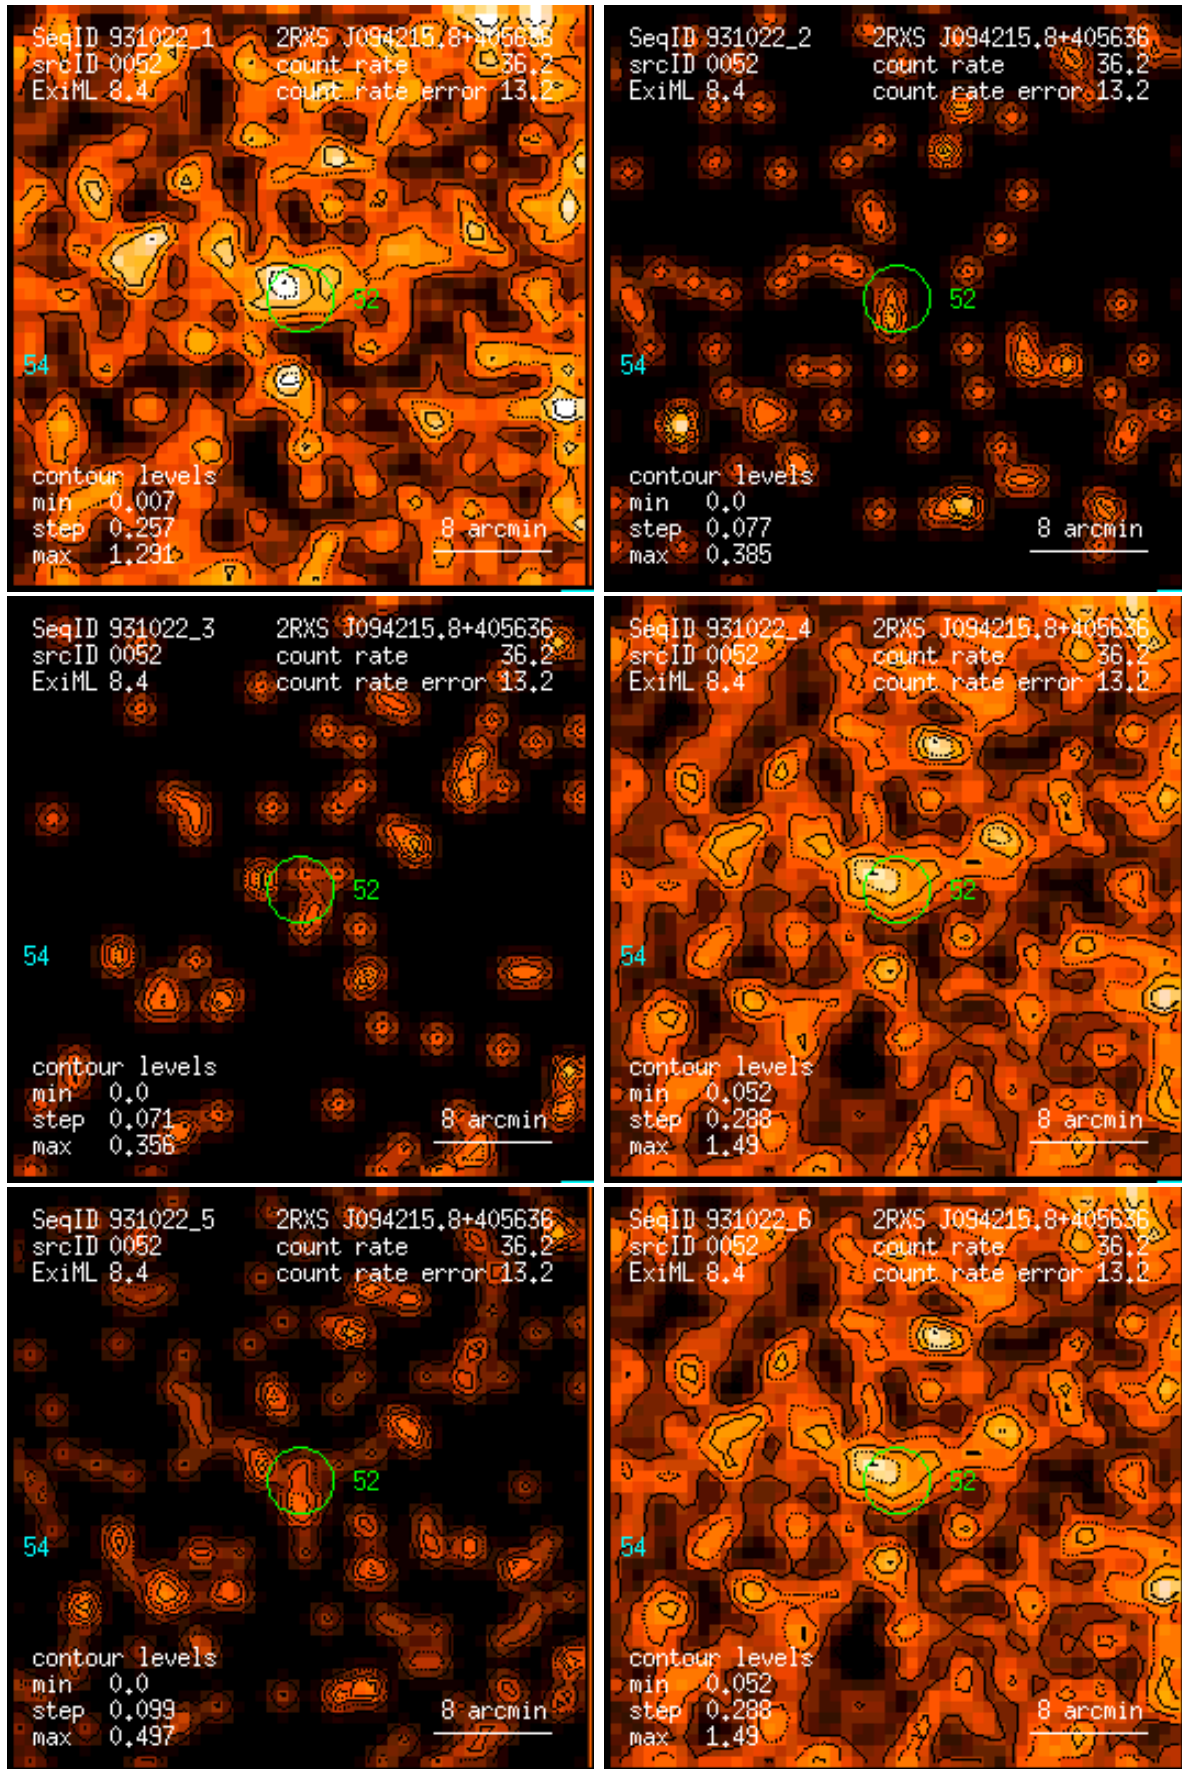 SeqID 931022_1 2RXS J094215.8+405636
srcID 0052 count rate 36.2
ExiML 8.4 count rate error 13.2
52
54
contour levels
min 0.007
step 0.257
max 1.291
8 arcmin
SeqID 931022_2 2RXS J094215.8+405636
srcID 0052 count rate 36.2
ExiML 8.4 count rate error 13.2
52
54
contour levels
min 0.0
step 0.077
max 0.385
8 arcmin
SeqID 931022_3 2RXS J094215.8+405636
srcID 0052 count rate 36.2
ExiML 8.4 count rate error 13.2
52
54
contour levels
min 0.0
step 0.071
max 0.356
8 arcmin
SeqID 931022_4 2RXS J094215.8+405636
srcID 0052 count rate 36.2
ExiML 8.4 count rate error 13.2
52
54
contour levels
min 0.052
step 0.288
max 1.49
8 arcmin
SeqID 931022_5 2RXS J094215.8+405636
srcID 0052 count rate 36.2
ExiML 8.4 count rate error 13.2
52
54
contour levels
min 0.0
step 0.099
max 0.497
8 arcmin
SeqID 931022_6 2RXS J094215.8+405636
srcID 0052 count rate 36.2
ExiML 8.4 count rate error 13.2
52
54
contour levels
min 0.052
step 0.288
max 1.49
8 arcmin